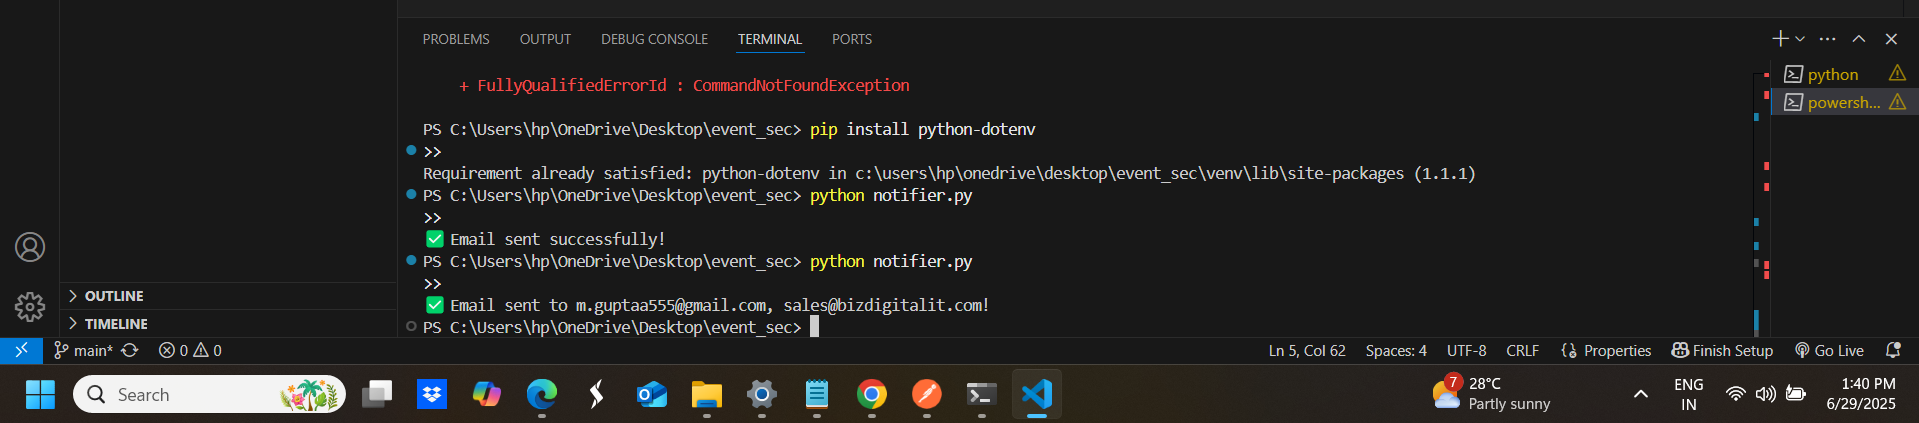 PROBLEMS OUTPUT DEBUG CONSOLE TERMINAL PORTS
+ FullyQualifiedErrorId : CommandNotFoundException
python
powersh...
PS C:\Users\hp\OneDrive\Desktop\event_sec> pip install python-dotenv
>>
Requirement already satisfied: python-dotenv in c:\users\hp\onedrive\desktop\event_sec\venv\lib\site-packages (1.1.1)
PS C:\Users\hp\OneDrive\Desktop\event_sec> python notifier.py
>>
✅ Email sent successfully!
PS C:\Users\hp\OneDrive\Desktop\event_sec> python notifier.py
>>
✅ Email sent to m.guptaa555@gmail.com, sales@bizdigitalit.com!
PS C:\Users\hp\OneDrive\Desktop\event_sec>
OUTLINE
TIMELINE
main* 0 0 Ln 5, Col 62 Spaces: 4 UTF-8 CRLF {} Properties Finish Setup Go Live
Search
7
28°C
Partly sunny
ENG
IN
1:40 PM
6/29/2025